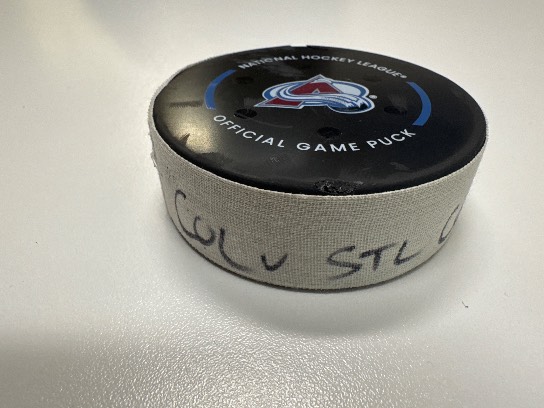 NATIONAL HOCKEY LEAGUE®
OFFICIAL GAME PUCK
COL V STL